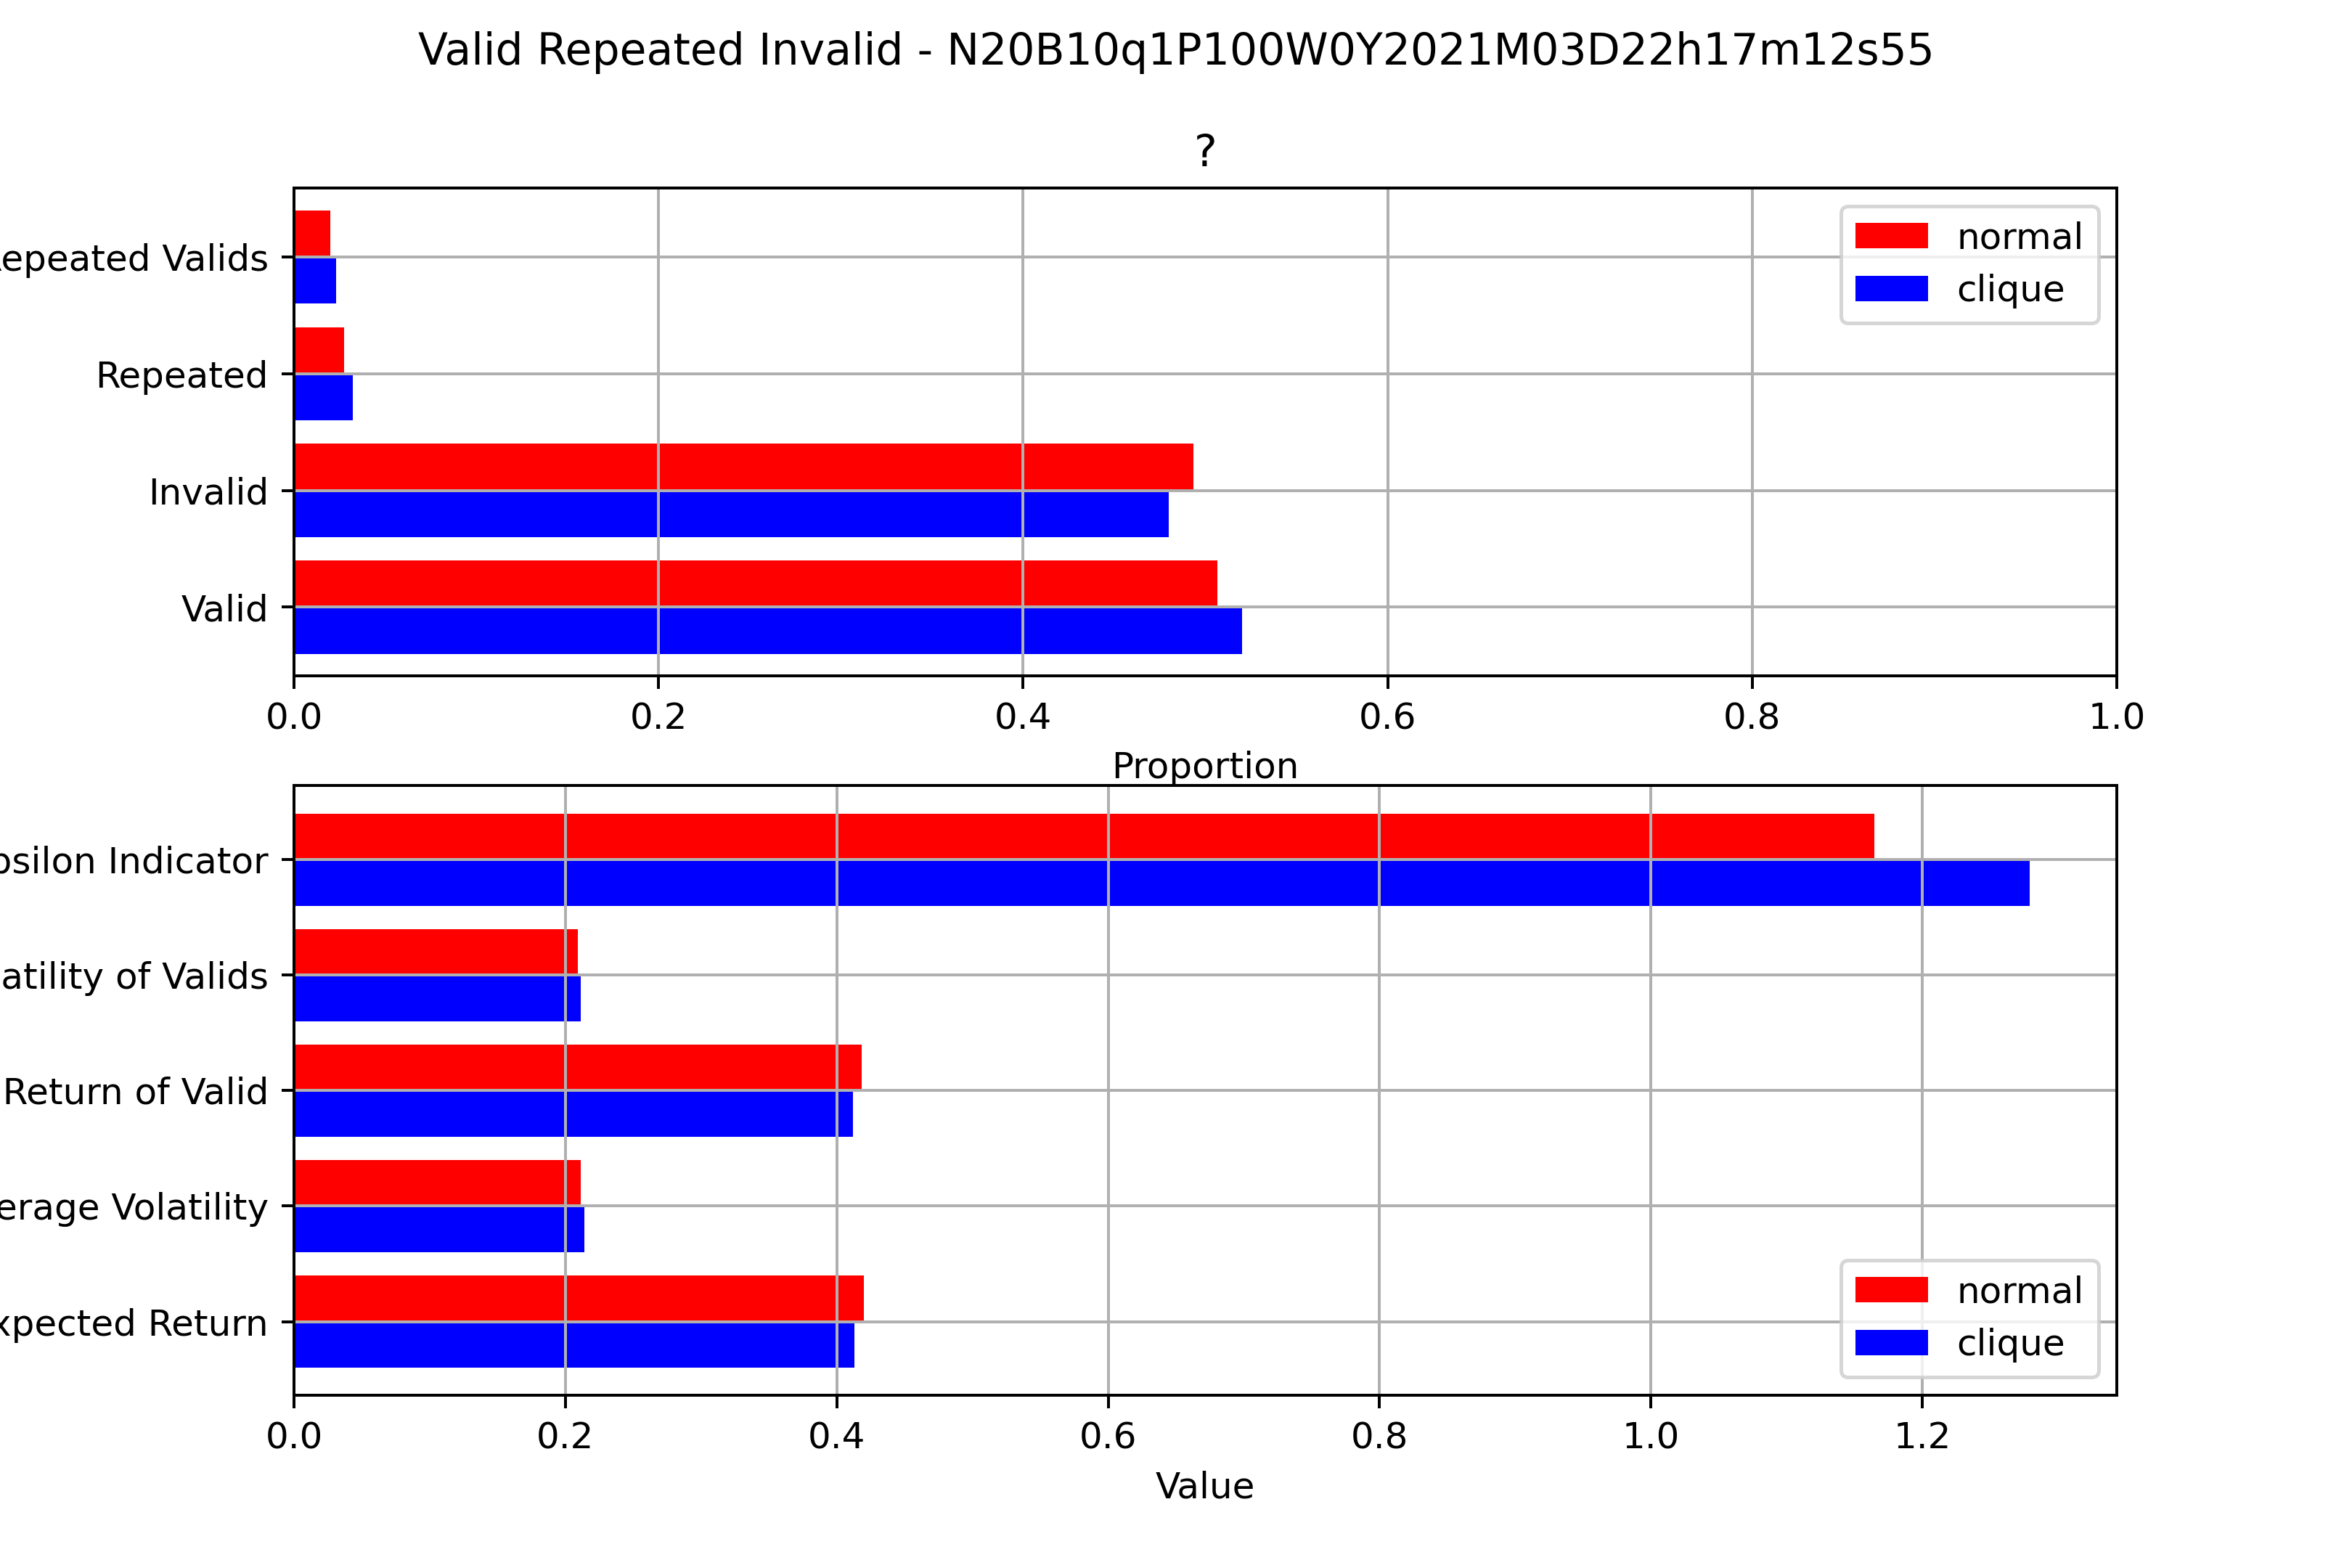 Valid Repeated Invalid - N20B10q1P100W0Y2021M03D22h17m12s55
?
normal
clique
epeated Valids
Repeated
Invalid
Valid
0.0 0.2 0.4 0.6 0.8 1.0
Proportion
psilon Indicator
atility of Valids
Return of Valid
erage Volatility
xpected Return
normal
clique
0.0 0.2 0.4 0.6 0.8 1.0 1.2
Value